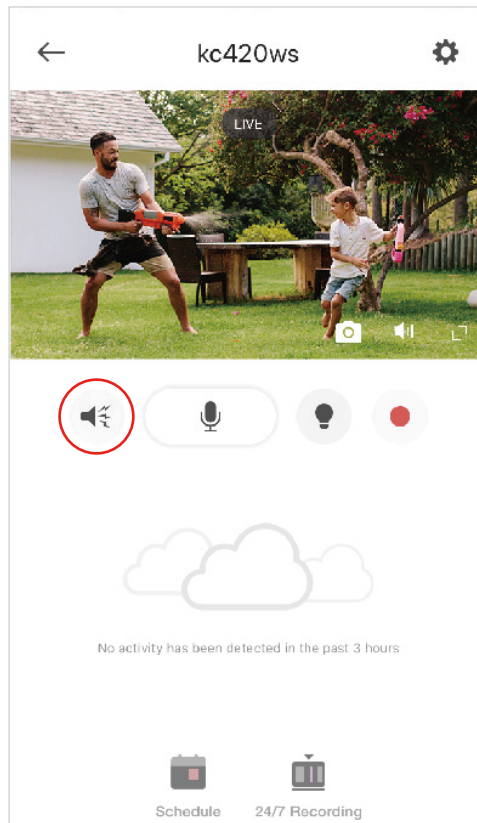 kc420ws
LIVE
No activity has been detected in the past 3 hours
Schedule
24/7 Recording